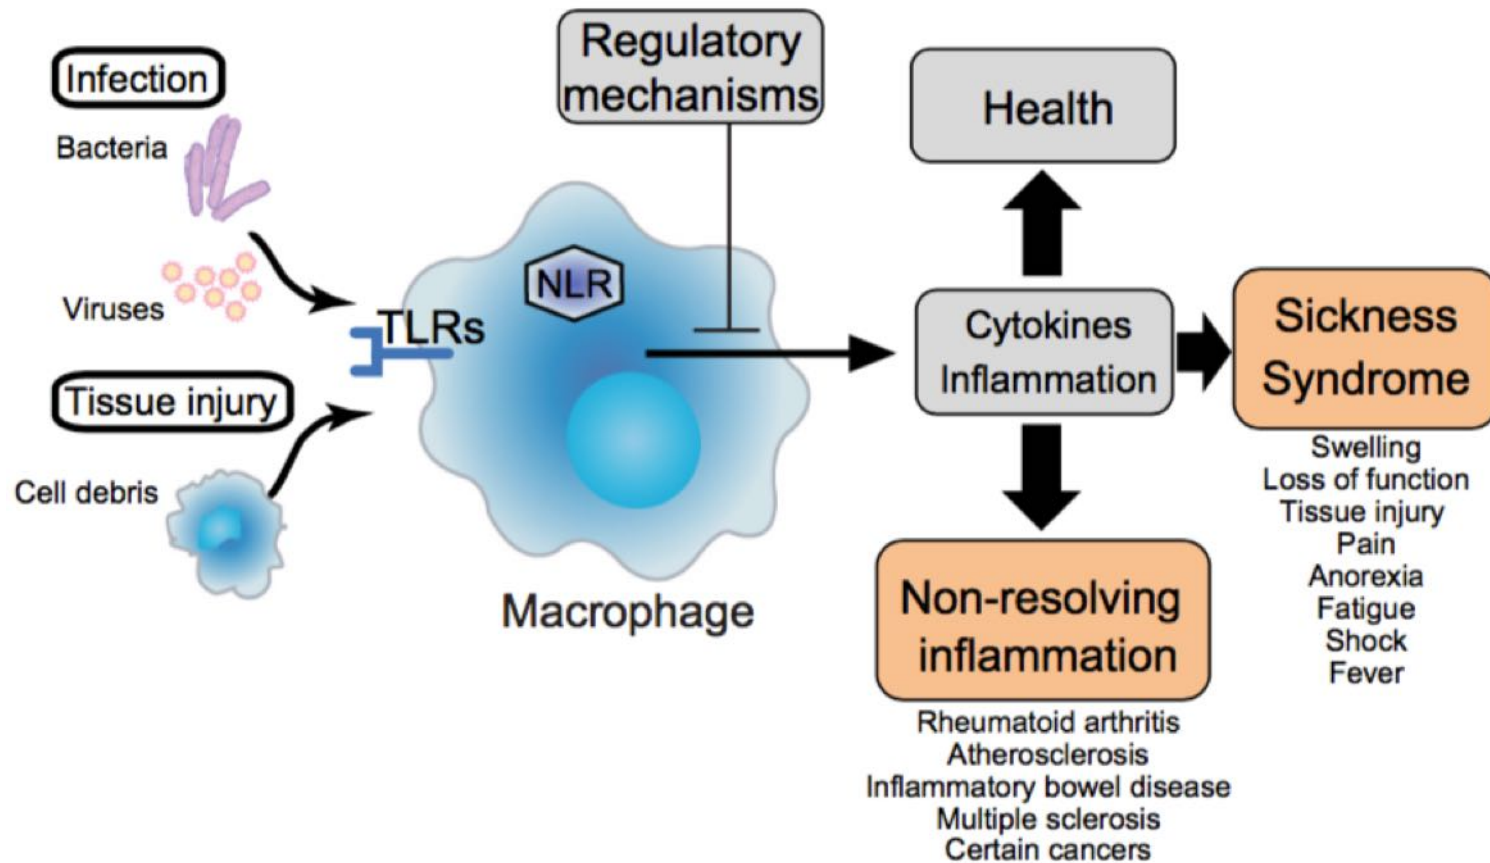 Infection
Bacteria
Viruses
Tissue injury
Cell debris
Regulatory
mechanisms
NLR
TLRs
Macrophage
Health
Cytokines
Inflammation
Sickness
Syndrome
Swelling
Loss of function
Tissue injury
Pain
Anorexia
Fatigue
Shock
Fever
Non-resolving
inflammation
Rheumatoid arthritis
Atherosclerosis
Inflammatory bowel disease
Multiple sclerosis
Certain cancers